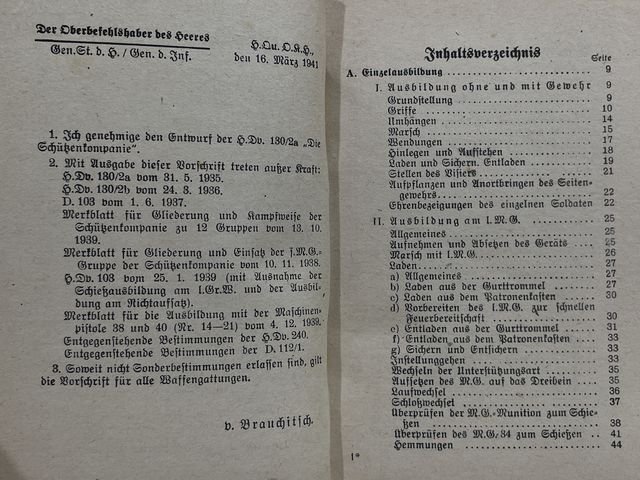 Der Oberbefehlshaber des Heeres
Gen.St. d. H. / Gen. d. Inf.
H.Qu. O.K.H.,
den 16. März 1941
1. Ich genehmige den Entwurf der H.Dv. 130/2a „Die
Schützenkompanie“.
2. Mit Ausgabe dieser Vorschrift treten außer Kraft:
H.Dv. 130/2a vom 31. 5. 1935.
H.Dv. 130/2b vom 24. 3. 1936.
D. 103 vom 1. 6. 1937.
Merkblatt für Gliederung und Kampfweise der
Schützenkompanie zu 12 Gruppen vom 13. 10.
1939.
Merkblatt für Gliederung und Einsatz der s.M.G.-
Gruppe der Schützenkompanie vom 10. 11. 1938.
H.Dv. 103 vom 25. 1. 1939 (mit Ausnahme der
Schießausbildung am l.Gr.W. und der Ausbil-
dung am Richtaufsatz).
Merkblatt für die Ausbildung mit der Maschinen-
pistole 38 und 40 (Nr. 14–21) vom 4. 12. 1939.
Entgegenstehende Bestimmungen der H.Dv. 240.
Entgegenstehende Bestimmungen der D. 112/1.
3. Soweit nicht Sonderbestimmungen erlassen sind, gilt
die Vorschrift für alle Waffengattungen.
v. Brauchitsch.
Inhaltsverzeichnis
Seite
A. Einzelausbildung 9
I. Ausbildung ohne und mit Gewehr 9
Grundstellung 9
Griffe 10
Umhängen 14
Marsch 15
Wendungen 17
Hinlegen und Aufstehen 18
Laden und Sichern. Entladen 19
Stellen des Visiers 21
Aufpflanzen und Anortbringen des Seiten-
gewehrs 22
Ehrenbezeigungen des einzelnen Soldaten 22
II. Ausbildung am l.M.G. 25
Allgemeines 25
Aufnehmen und Absetzen des Geräts 25
Marsch mit l.M.G. 26
Laden 27
a) Allgemeines 27
b) Laden aus der Gurttrommel 27
c) Laden aus dem Patronenkasten 30
d) Vorbereiten des l.M.G. zur schnellen
Feuerbereitschaft 30
e) Entladen aus der Gurttrommel 31
f) Entladen aus dem Patronenkasten 33
g) Sichern und Entsichern 33
Instellunggehen 33
Wechseln der Unterstützungsart 35
Aufsetzen des M.G. auf das Dreibein 35
Laufwechsel 36
Schloßwechsel 37
Überprüfen der M.G.-Munition zum Schie-
ßen 38
Überprüfen des M.G. 34 zum Schießen 41
Hemmungen 44
1*